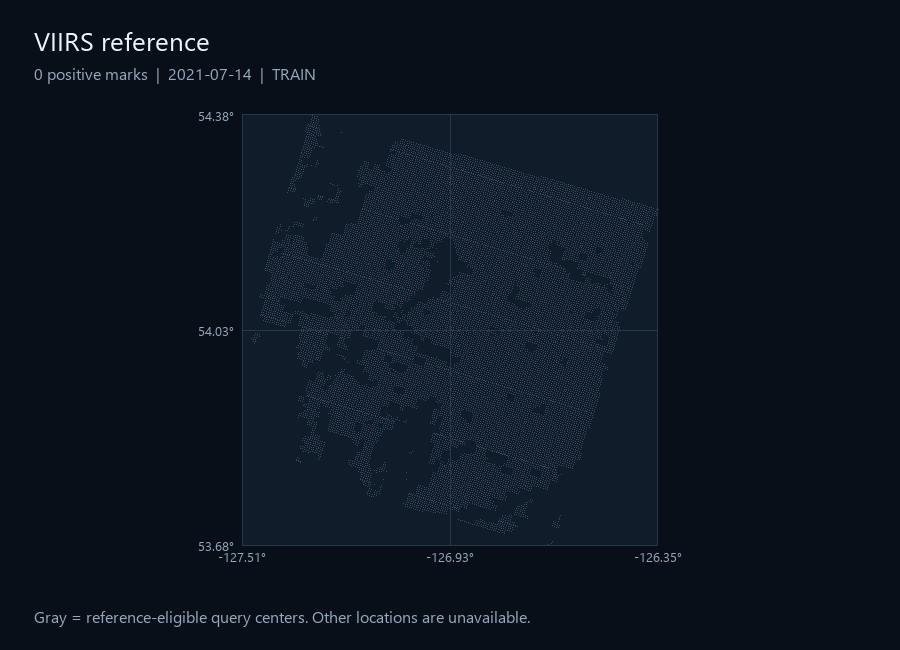 VIIRS reference
0 positive marks | 2021-07-14 | TRAIN
54.38°
54.03°
53.68°
-127.51° -126.93° -126.35°
Gray = reference-eligible query centers. Other locations are unavailable.